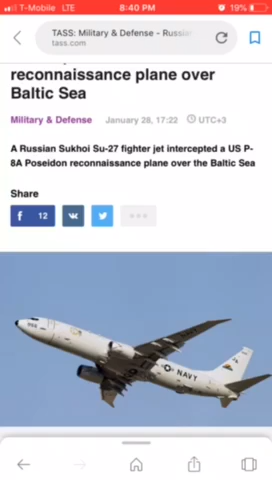 T-Mobile LTE 8:40 PM 19%
TASS: Military & Defense - Russian
tass.com
reconnaissance plane over
Baltic Sea
Military & Defense January 28, 17:22 UTC+3
A Russian Sukhoi Su-27 fighter jet intercepted a US P-
8A Poseidon reconnaissance plane over the Baltic Sea
Share
12
NAVY